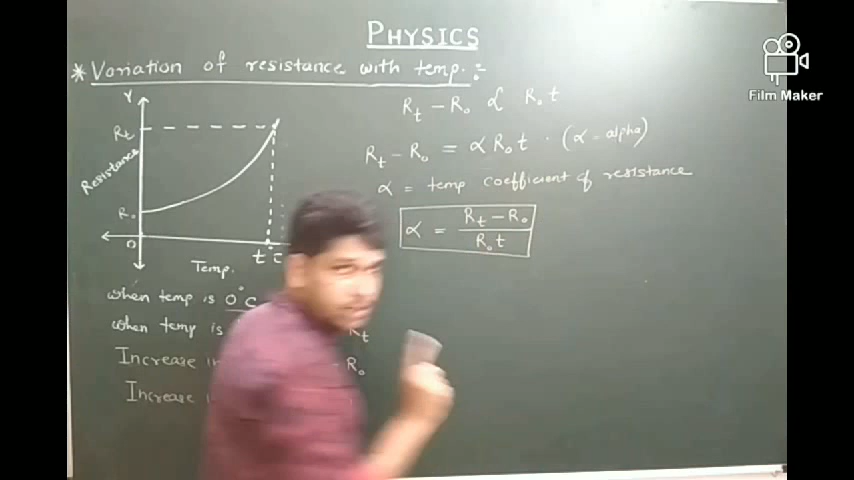 PHYSICS
* Variation of resistance with temp. :-
Y
Rt
Resistance
R₀
0
Temp.
t°C
Rt – R₀ ∝ R₀ t
Rt – R₀ = α R₀ t . (α = alpha)
α = temp coefficient of resistance
α = (Rt – R₀) / (R₀ t)
when temp is 0°C
when temp is Rt
Increase – R₀
Increase
Film Maker